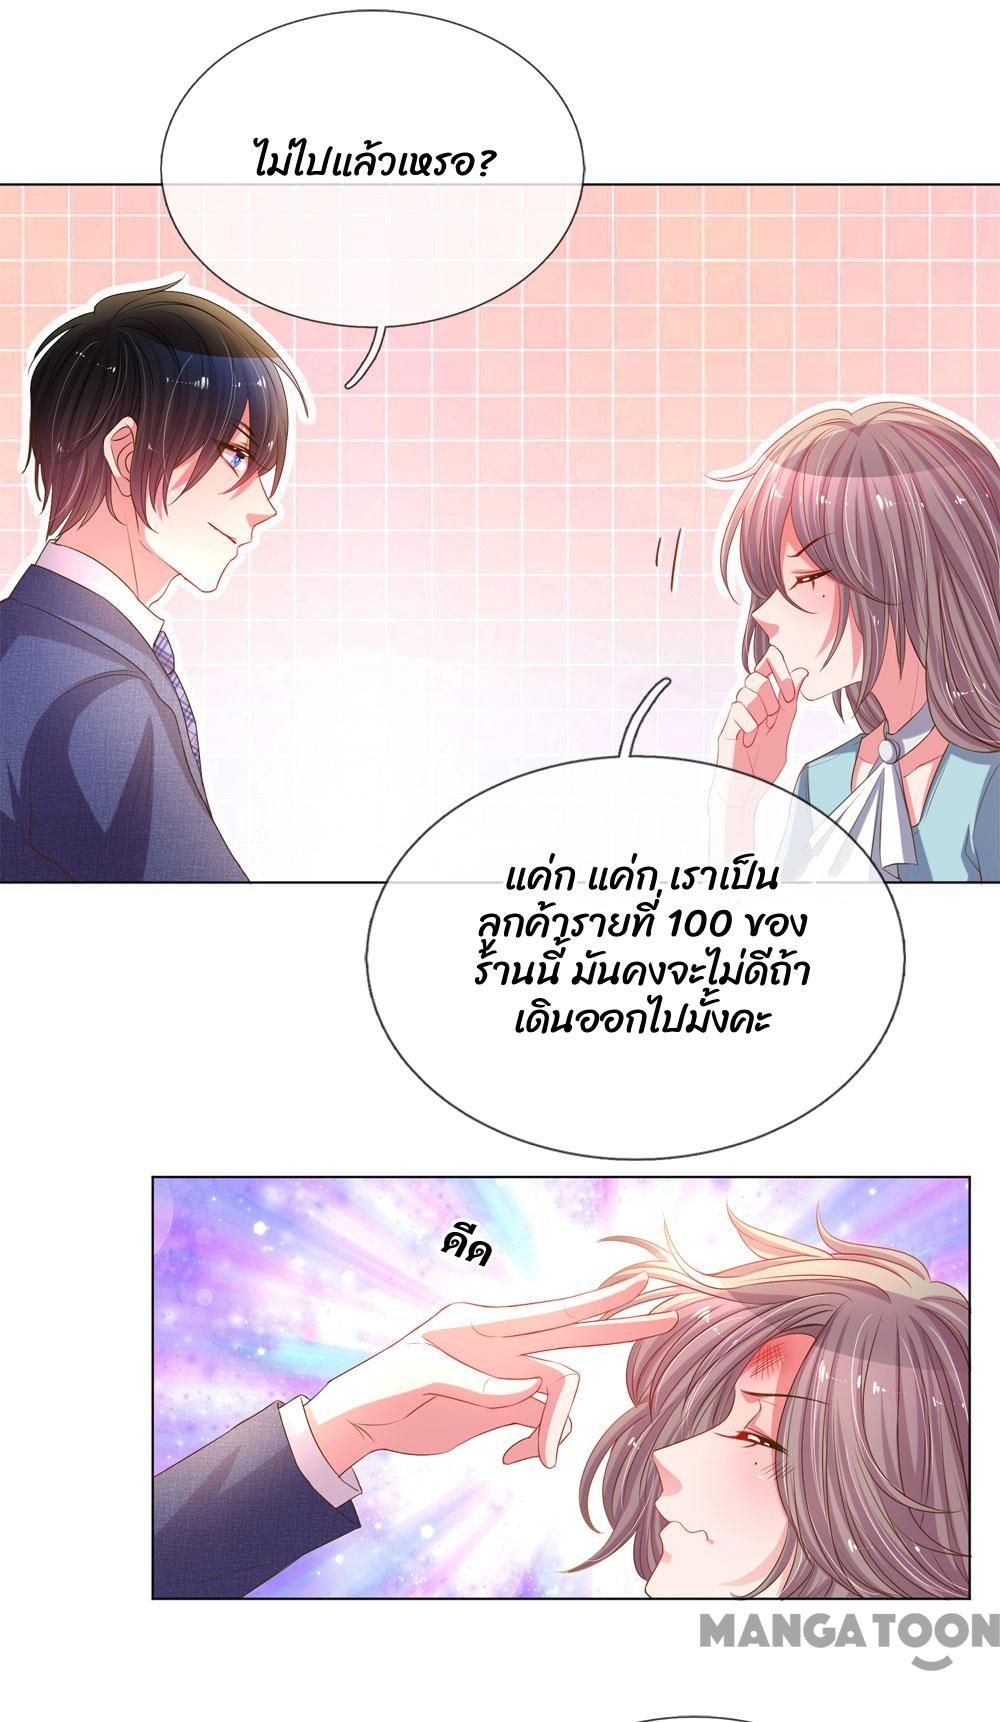 ไม่ไปแล้วเหรอ?
แค่ก แค่ก เราเป็น
ลูกค้ารายที่ 100 ของ
ร้านนี้ มันคงจะไม่ดีถ้า
เดินออกไปมั้งคะ
ดีด
MANGATOON